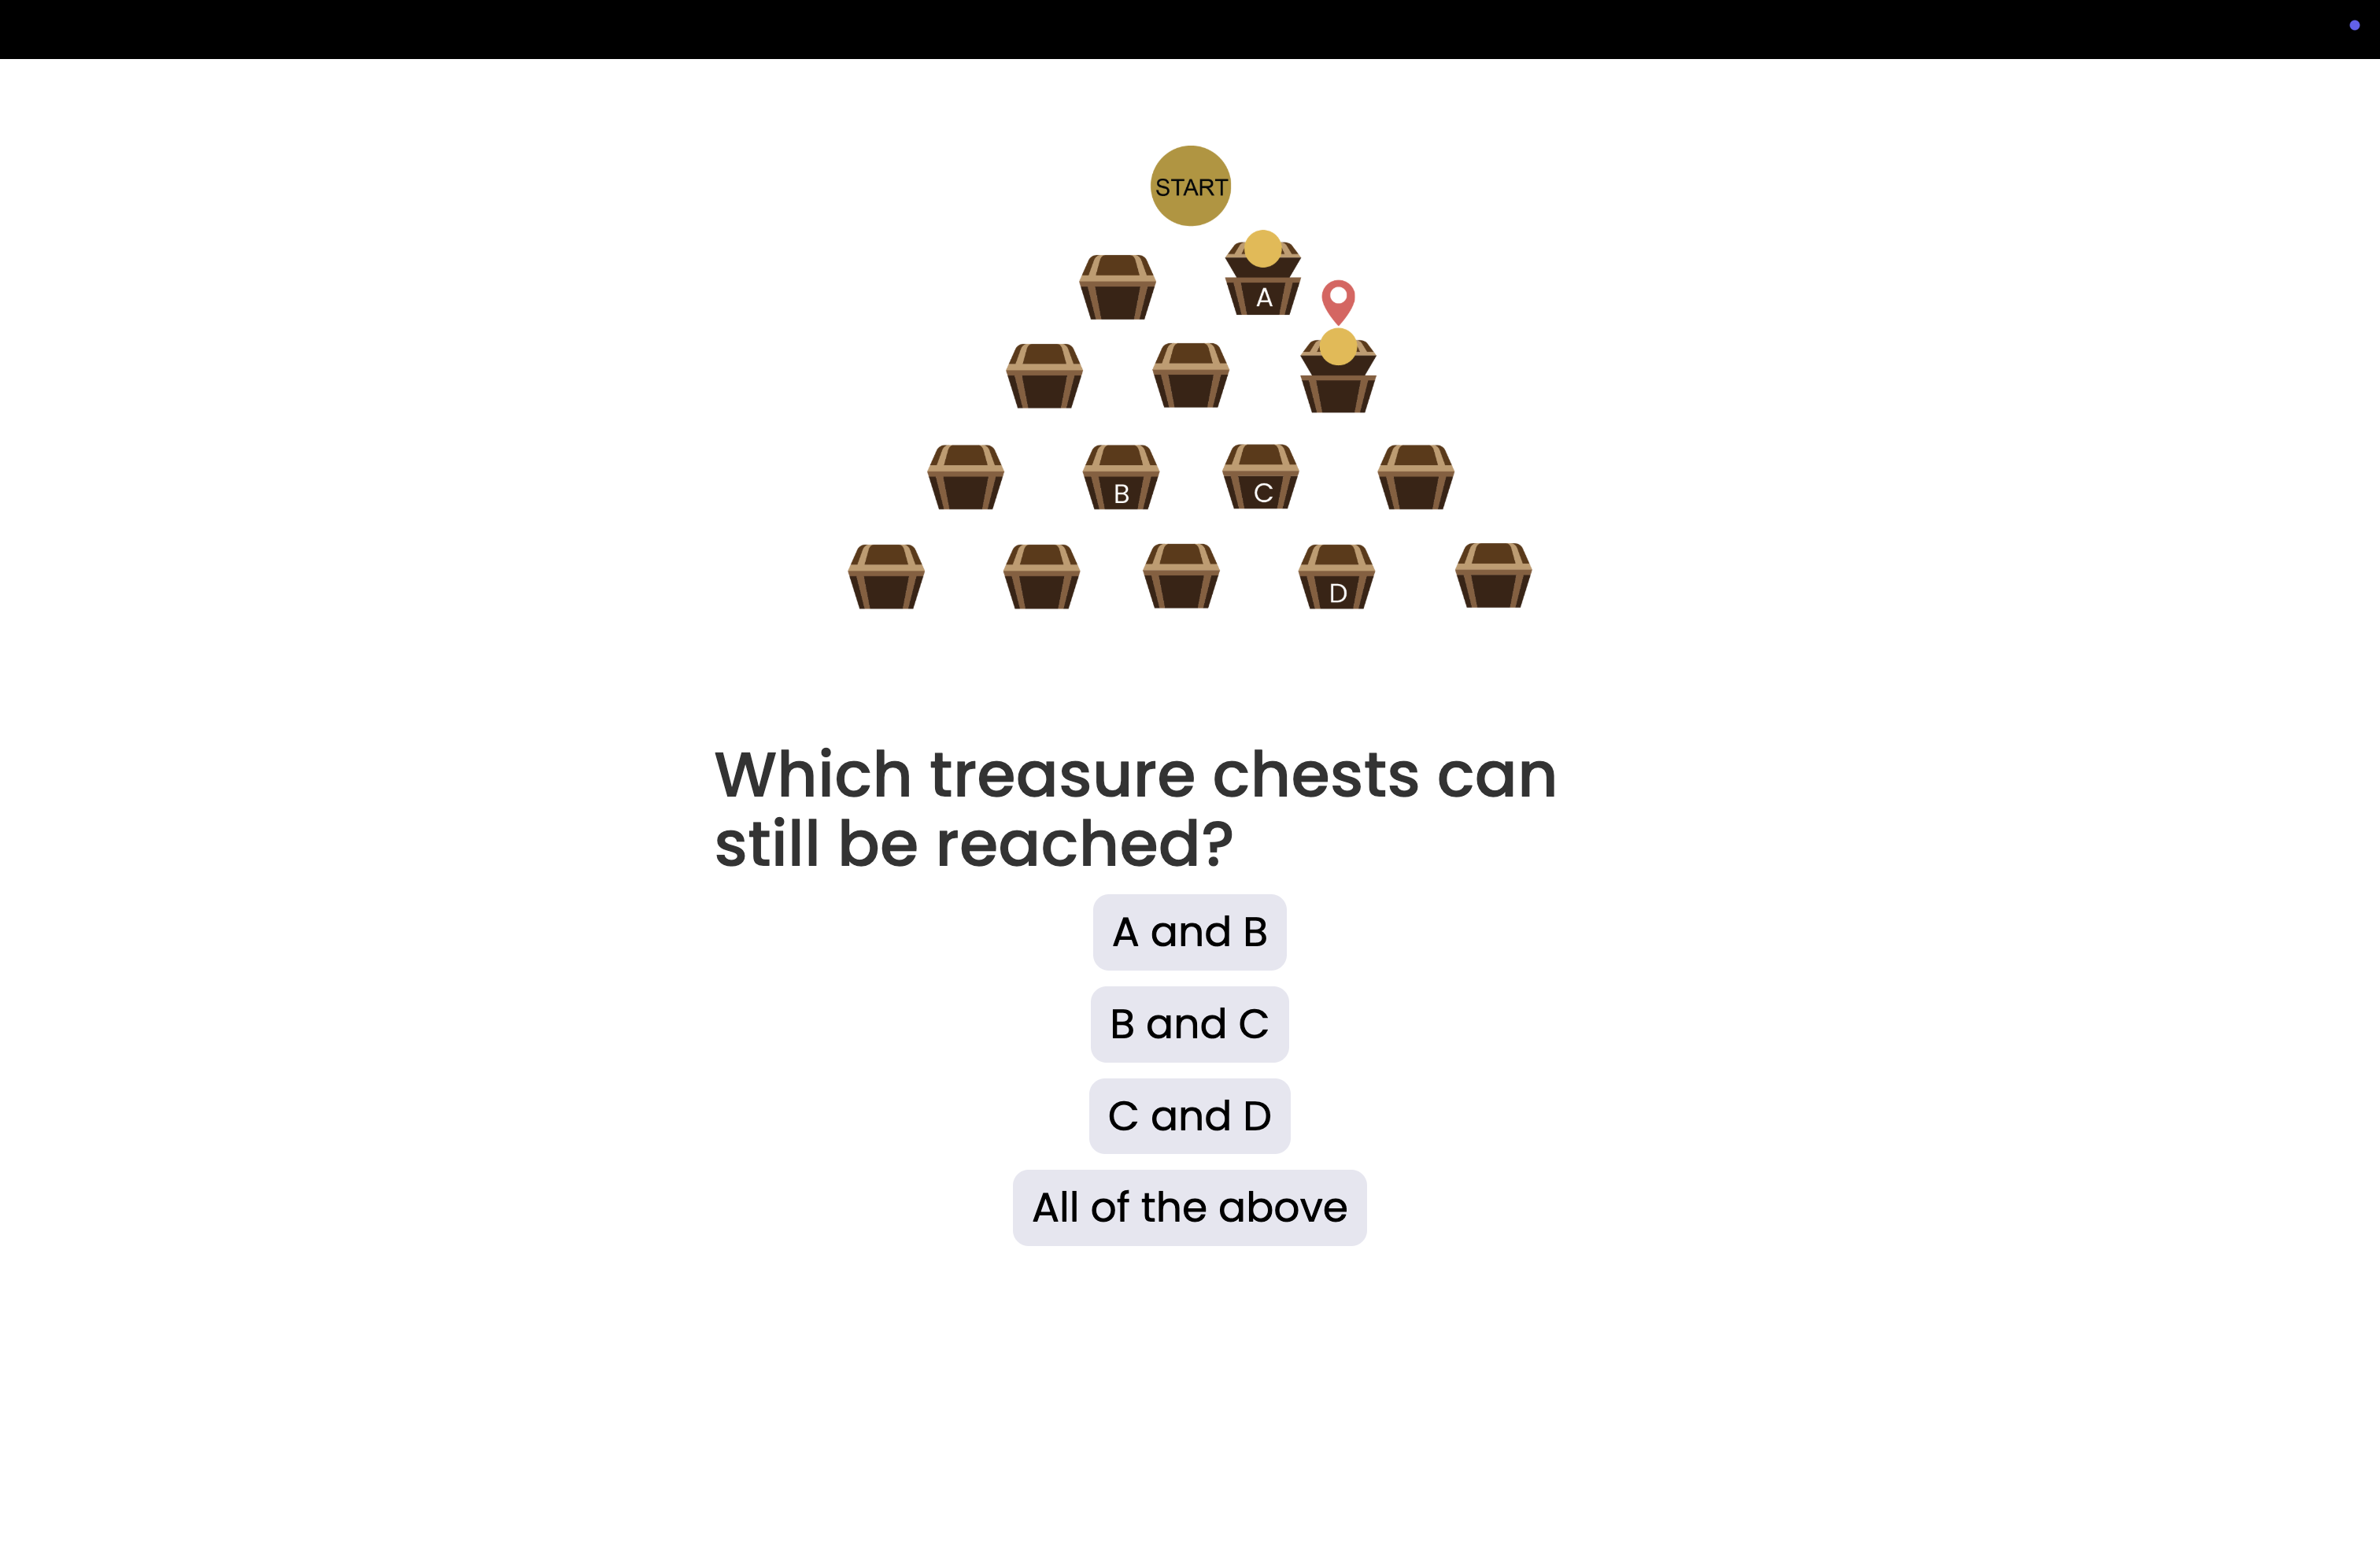 START
A
B
C
D
Which treasure chests can
still be reached?
A and B
B and C
C and D
All of the above